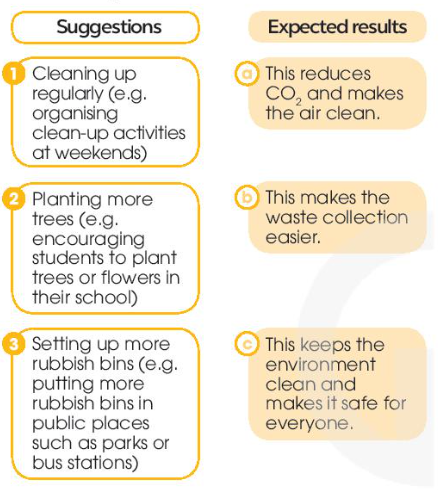 Suggestions
Expected results
1 Cleaning up
regularly (e.g.
organising
clean-up activities
at weekends)
a This reduces
CO₂ and makes
the air clean.
2 Planting more
trees (e.g.
encouraging
students to plant
trees or flowers in
their school)
b This makes the
waste collection
easier.
3 Setting up more
rubbish bins (e.g.
putting more
rubbish bins in
public places
such as parks or
bus stations)
c This keeps the
environment
clean and
makes it safe for
everyone.